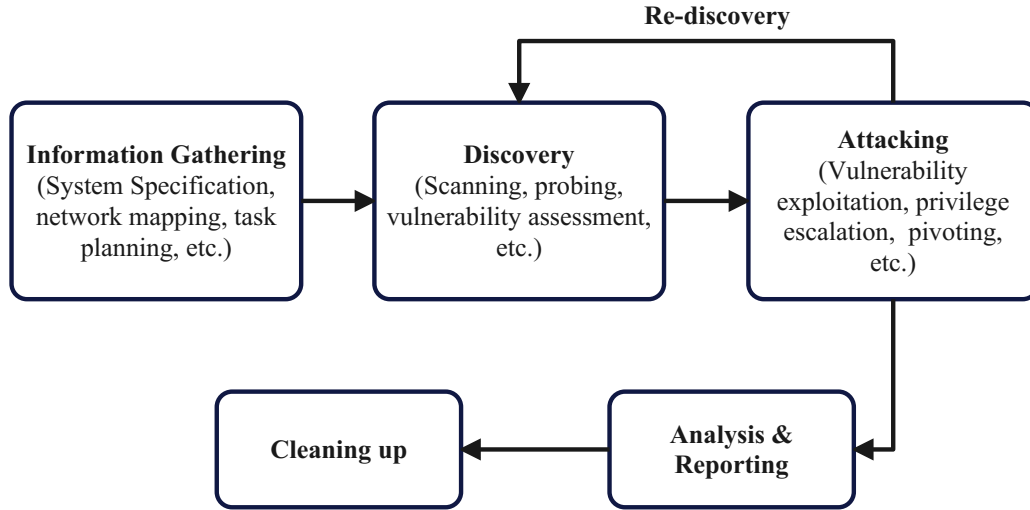 Re-discovery
Information Gathering
(System Specification,
network mapping, task
planning, etc.)
Discovery
(Scanning, probing,
vulnerability assessment,
etc.)
Attacking
(Vulnerability
exploitation, privilege
escalation, pivoting,
etc.)
Cleaning up
Analysis &
Reporting